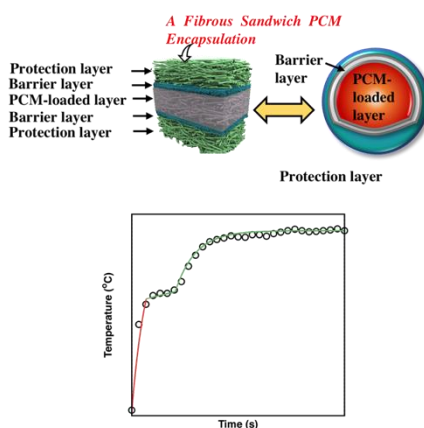 A Fibrous Sandwich PCM
Encapsulation
Protection layer
Barrier layer
PCM-loaded layer
Barrier layer
Protection layer
Barrier
layer
PCM-
loaded
layer
Protection layer
Temperature (°C)
Time (s)